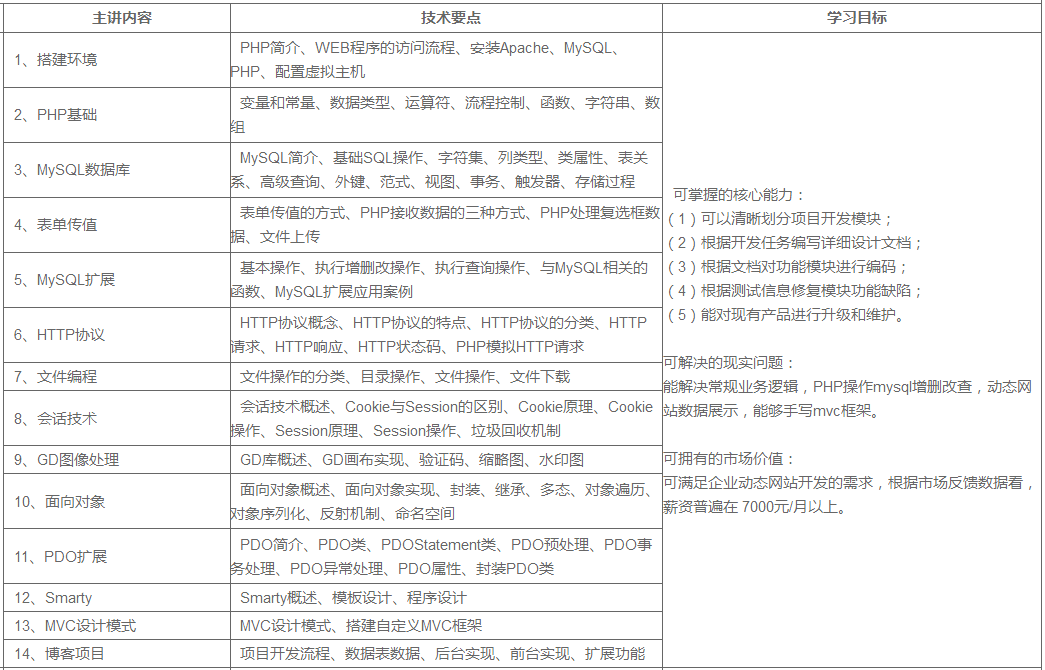 主讲内容
技术要点
学习目标
1、搭建环境
PHP简介、WEB程序的访问流程、安装Apache、MySQL、
PHP、配置虚拟主机
2、PHP基础
变量和常量、数据类型、运算符、流程控制、函数、字符串、数
组
3、MySQL数据库
MySQL简介、基础SQL操作、字符集、列类型、类属性、表关
系、高级查询、外键、范式、视图、事务、触发器、存储过程
4、表单传值
表单传值的方式、PHP接收数据的三种方式、PHP处理复选框数
据、文件上传
5、MySQL扩展
基本操作、执行增删改操作、执行查询操作、与MySQL相关的
函数、MySQL扩展应用案例
6、HTTP协议
HTTP协议概念、HTTP协议的特点、HTTP协议的分类、HTTP
请求、HTTP响应、HTTP状态码、PHP模拟HTTP请求
7、文件编程
文件操作的分类、目录操作、文件操作、文件下载
8、会话技术
会话技术概述、Cookie与Session的区别、Cookie原理、Cookie
操作、Session原理、Session操作、垃圾回收机制
9、GD图像处理
GD库概述、GD画布实现、验证码、缩略图、水印图
10、面向对象
面向对象概述、面向对象实现、封装、继承、多态、对象遍历、
对象序列化、反射机制、命名空间
11、PDO扩展
PDO简介、PDO类、PDOStatement类、PDO预处理、PDO事
务处理、PDO异常处理、PDO属性、封装PDO类
12、Smarty
Smarty概述、模板设计、程序设计
13、MVC设计模式
MVC设计模式、搭建自定义MVC框架
14、博客项目
项目开发流程、数据表数据、后台实现、前台实现、扩展功能
可掌握的核心能力：
（1）可以清晰划分项目开发模块；
（2）根据开发任务编写详细设计文档；
（3）根据文档对功能模块进行编码；
（4）根据测试信息修复模块功能缺陷；
（5）能对现有产品进行升级和维护。
可解决的现实问题：
能解决常规业务逻辑，PHP操作mysql增删改查，动态网
站数据展示，能够手写mvc框架。
可拥有的市场价值：
可满足企业动态网站开发的需求，根据市场反馈数据看，
薪资普遍在 7000元/月以上。